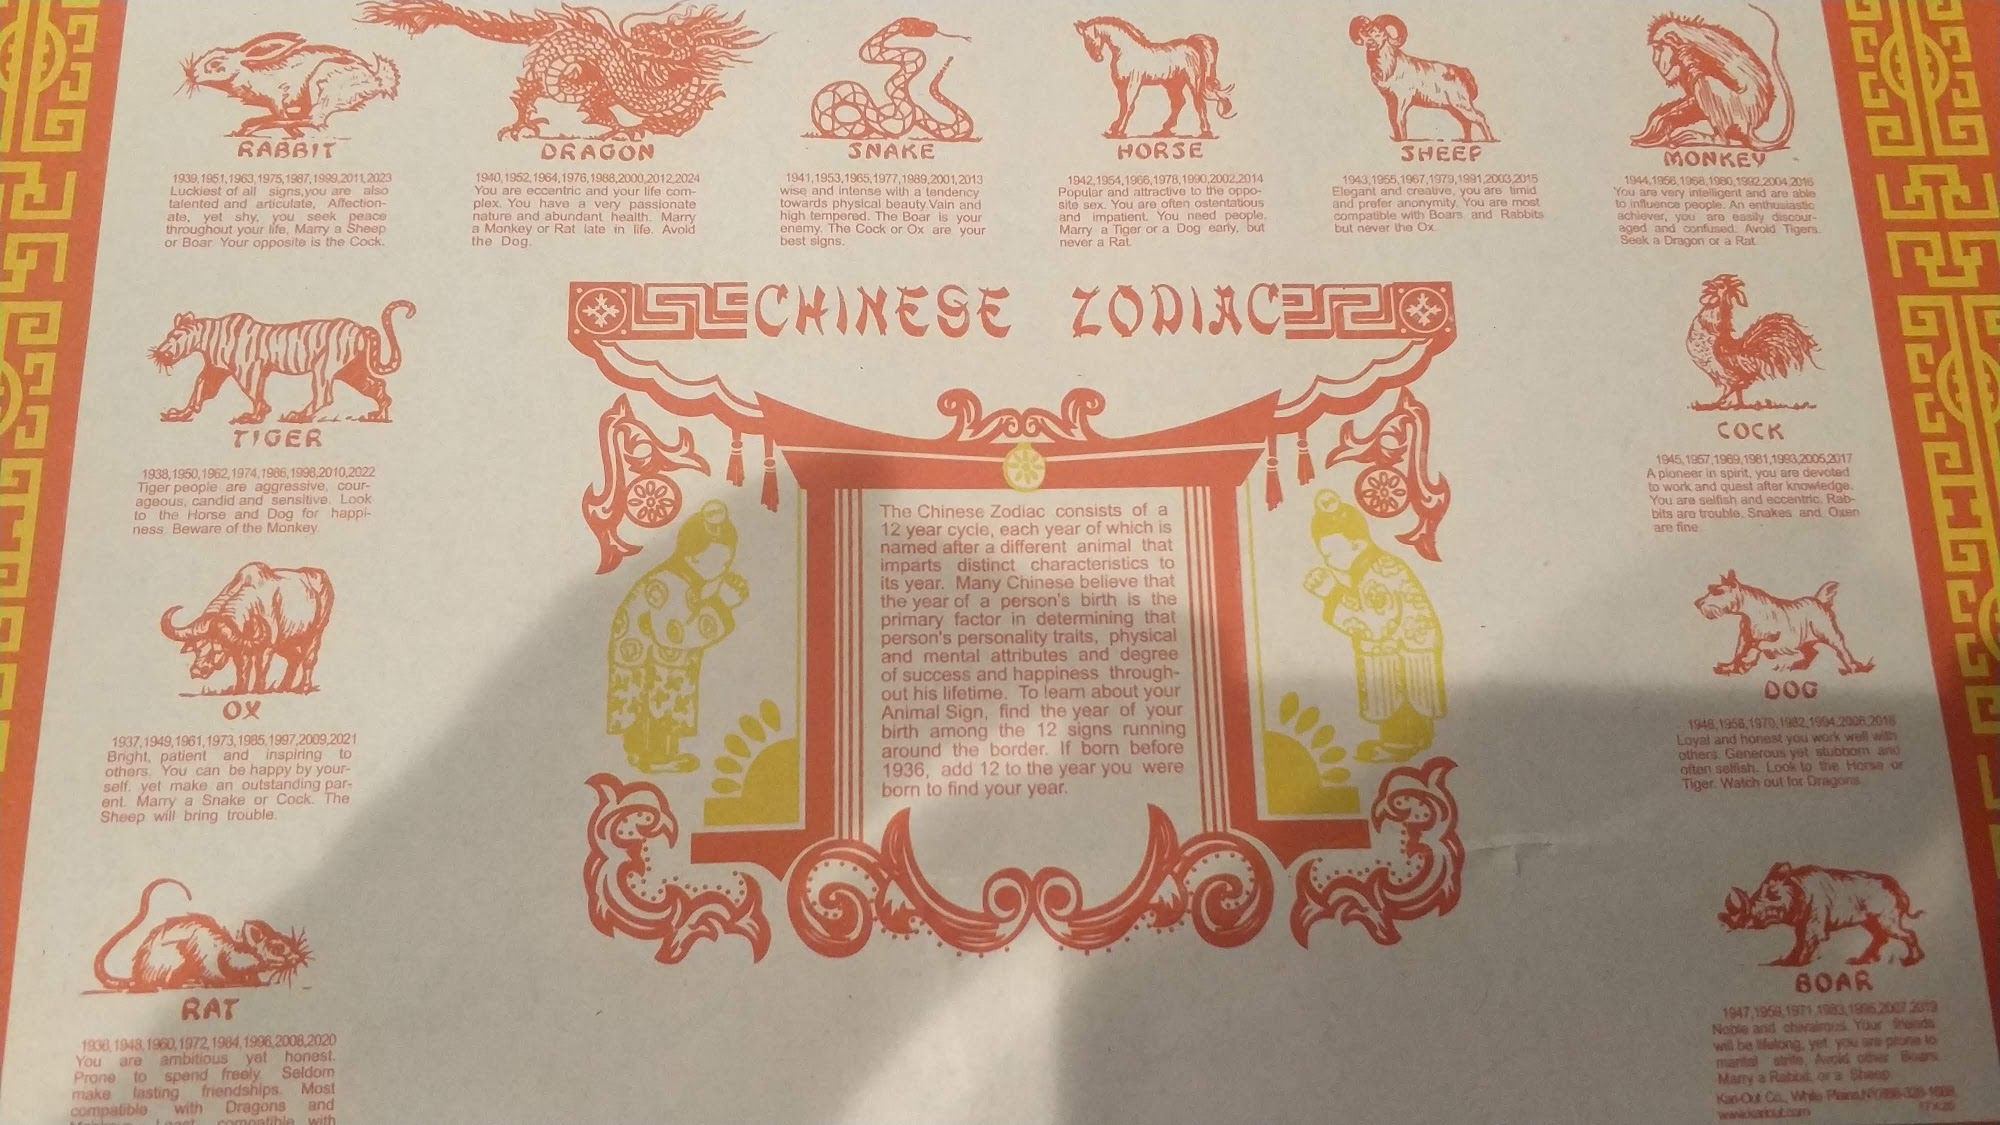 RABBIT
1939,1951,1963,1975,1987,1999,2011,2023
Luckiest of all signs,you are also
talented and articulate, Affection-
ate, yet shy, you seek peace
throughout your life, Marry a Sheep
or Boar. Your opposite is the Cock.
DRAGON
1940,1952,1964,1976,1988,2000,2012,2024
You are eccentric and your life com-
plex. You have a very passionate
nature and abundant health. Marry
a Monkey or Rat late in life. Avoid
the Dog.
SNAKE
1941,1953,1965,1977,1989,2001,2013
wise and intense with a tendency
towards physical beauty.Vain and
high tempered. The Boar is your
enemy. The Cock or Ox are your
best signs.
HORSE
1942,1954,1966,1978,1990,2002,2014
Popular and attractive to the oppo-
site sex. You are often ostentatious
and impatient. You need people.
Marry a Tiger or a Dog early, but
never a Rat.
SHEEP
1943,1955,1967,1979,1991,2003,2015
Elegant and creative, you are timid
and prefer anonymity. You are most
compatible with Boars and Rabbits
but never the Ox.
MONKEY
1944,1956,1968,1980,1992,2004,2016
You are very intelligent and are able
to influence people. An enthusiastic
achiever, you are easily discour-
aged and confused. Avoid Tigers.
Seek a Dragon or a Rat.
CHINESE ZODIAC
TIGER
1938,1950,1962,1974,1986,1998,2010,2022
Tiger people are aggressive, cour-
ageous, candid and sensitive. Look
to the Horse and Dog for happi-
ness. Beware of the Monkey.
COCK
1945,1957,1969,1981,1993,2005,2017
A pioneer in spirit, you are devoted
to work and quest after knowledge.
You are selfish and eccentric. Rab-
bits are trouble. Snakes and Oxen
are fine.
The Chinese Zodiac consists of a
12 year cycle, each year of which is
named after a different animal that
imparts distinct characteristics to
its year. Many Chinese believe that
the year of a person's birth is the
primary factor in determining that
person's personality traits, physical
and mental attributes and degree
of success and happiness through-
out his lifetime. To learn about your
Animal Sign, find the year of your
birth among the 12 signs running
around the border. If born before
1936, add 12 to the year you were
born to find your year.
OX
1937,1949,1961,1973,1985,1997,2009,2021
Bright, patient and inspiring to
others. You can be happy by your-
self. yet make an outstanding par-
ent. Marry a Snake or Cock. The
Sheep will bring trouble.
DOG
1946,1958,1970,1982,1994,2006,2018
Loyal and honest you work well with
others. Generous yet stubborn and
often selfish. Look to the Horse or
Tiger. Watch out for Dragons.
RAT
1936,1948,1960,1972,1984,1996,2008,2020
You are ambitious yet honest.
Prone to spend freely. Seldom
make lasting friendships. Most
compatible with Dragons and
Least compatible with
BOAR
1947,1959,1971,1983,1995,2007,2019
Noble and chivalrous. Your friends
will be lifelong, yet you are prone to
marital strife. Avoid other Boars.
Marry a Rabbit or a Sheep.
Kari-Out Co., White Plains,NY
www.kariout.com